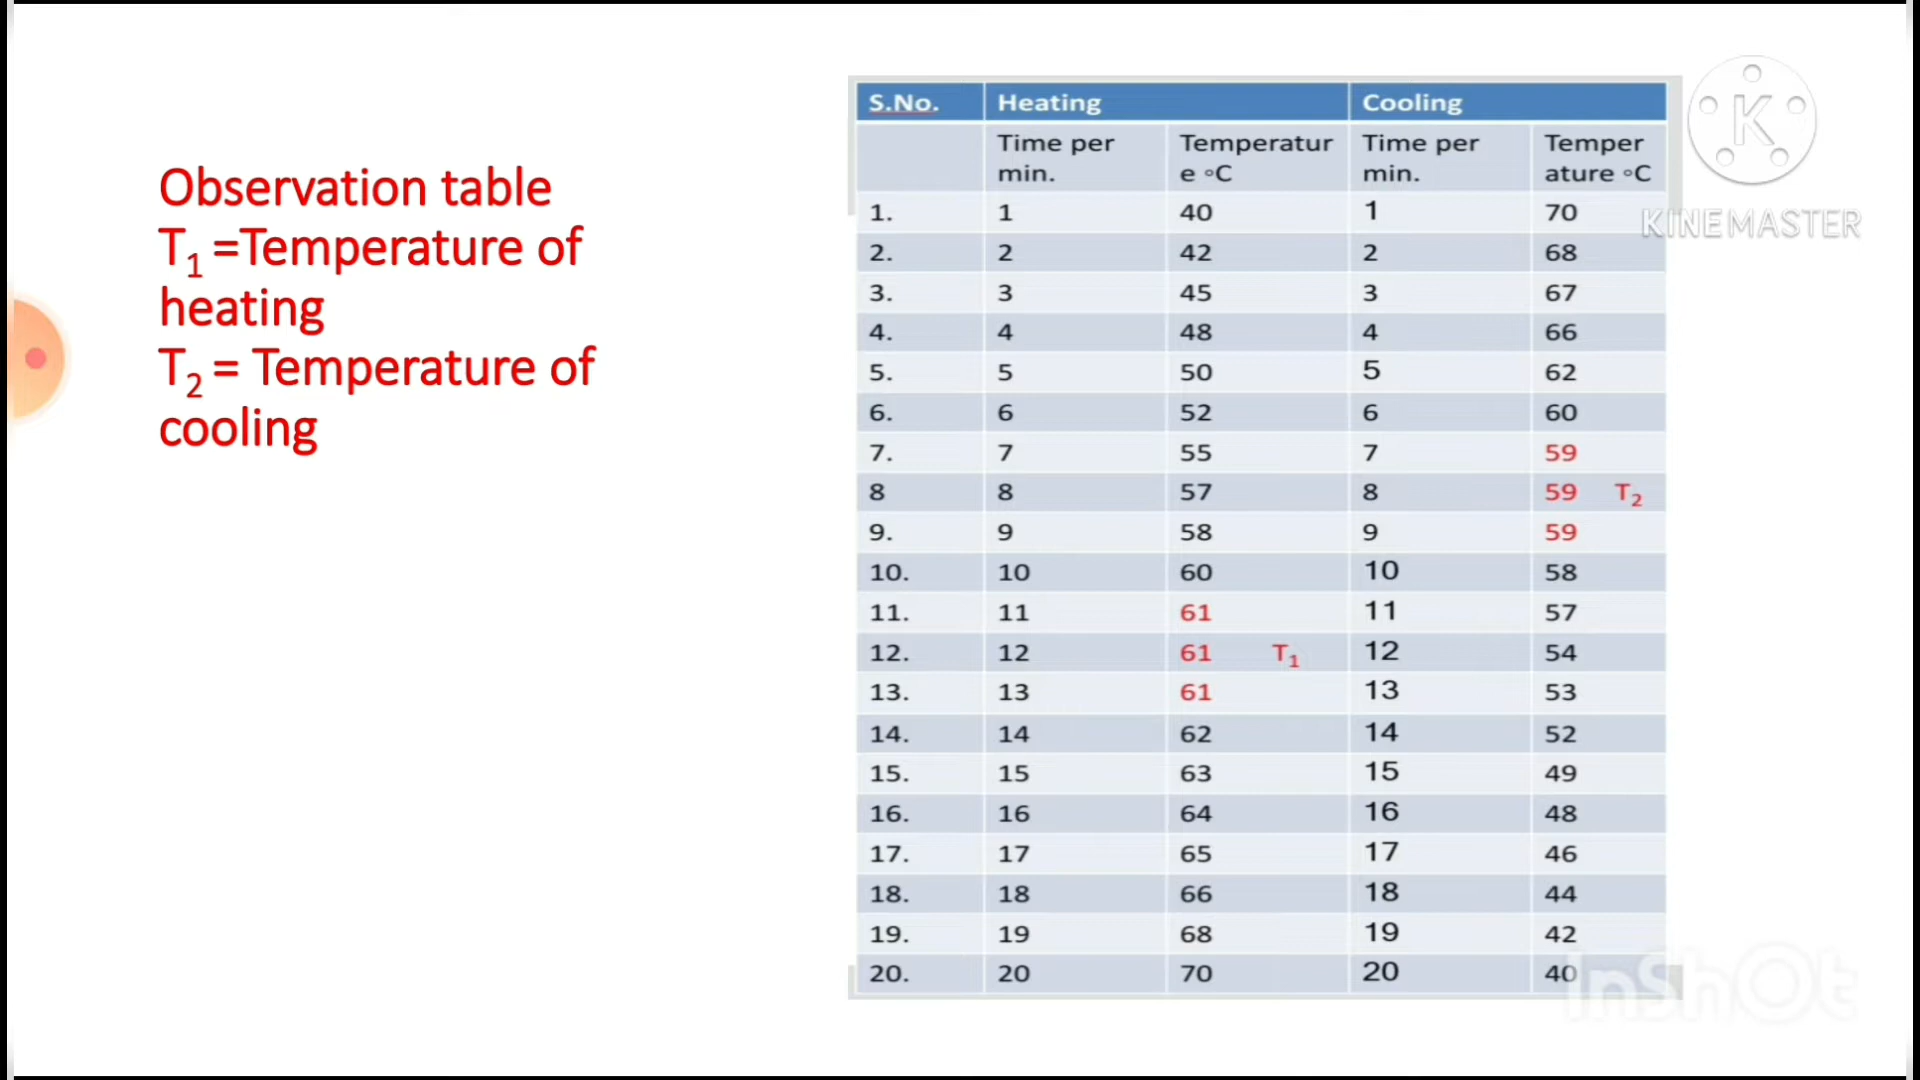 Observation table
T₁ =Temperature of
heating
T₂ = Temperature of
cooling
S.No. Heating Cooling
Time per min. Temperatur e °C Time per min. Temper ature °C
1. 1 40 1 70
2. 2 42 2 68
3. 3 45 3 67
4. 4 48 4 66
5. 5 50 5 62
6. 6 52 6 60
7. 7 55 7 59
8 8 57 8 59 T₂
9. 9 58 9 59
10. 10 60 10 58
11. 11 61 11 57
12. 12 61 T₁ 12 54
13. 13 61 13 53
14. 14 62 14 52
15. 15 63 15 49
16. 16 64 16 48
17. 17 65 17 46
18. 18 66 18 44
19. 19 68 19 42
20. 20 70 20 40
K
KINEMASTER
InShOt